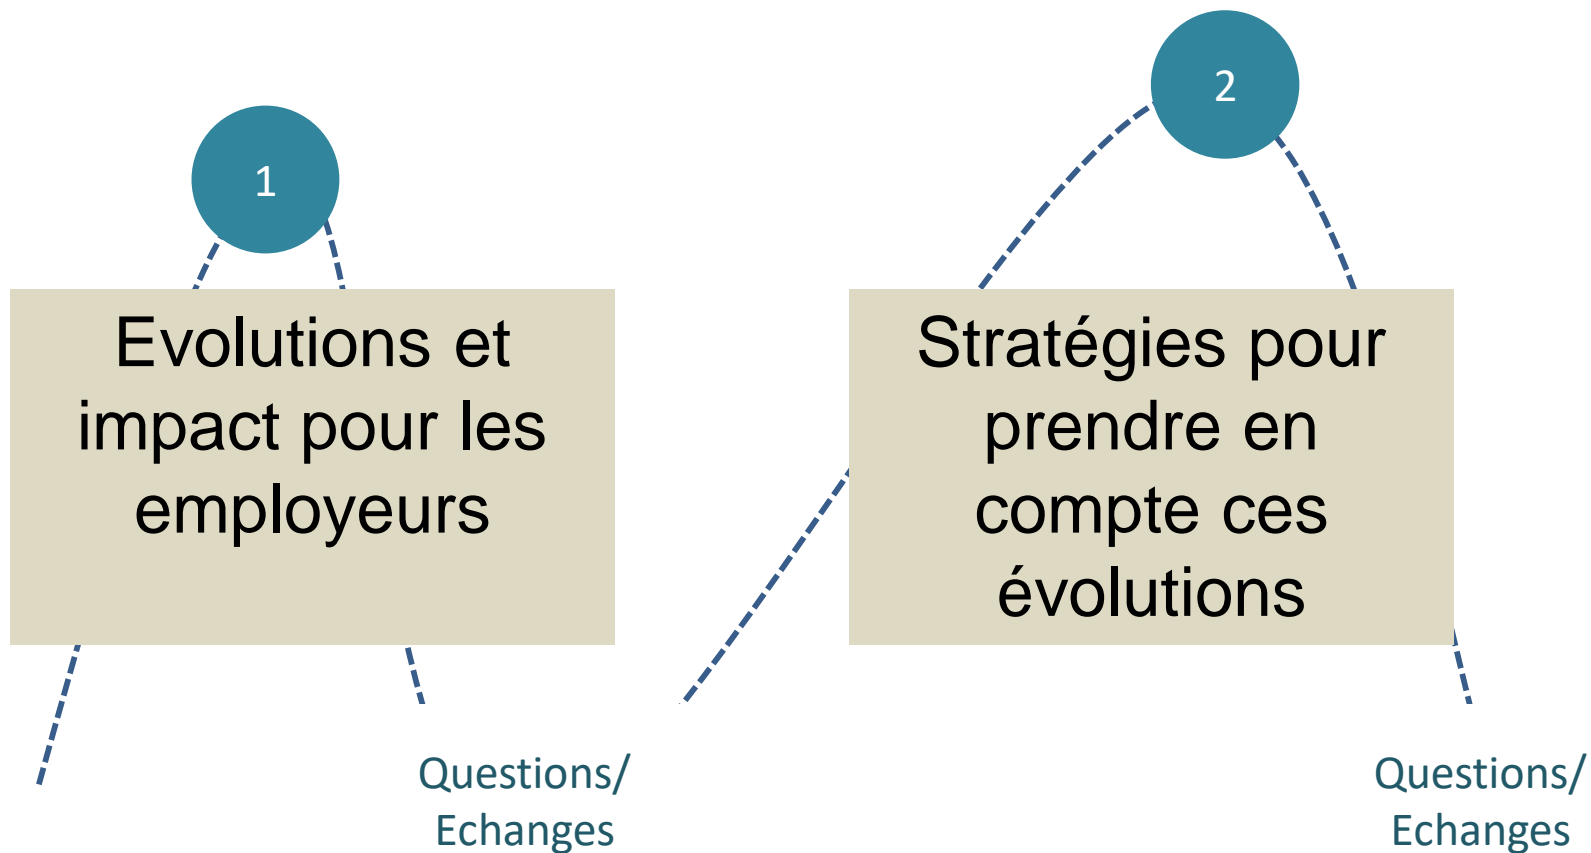 1
Evolutions et
impact pour les
employeurs
Questions/
Echanges
2
Stratégies pour
prendre en
compte ces
évolutions
Questions/
Echanges